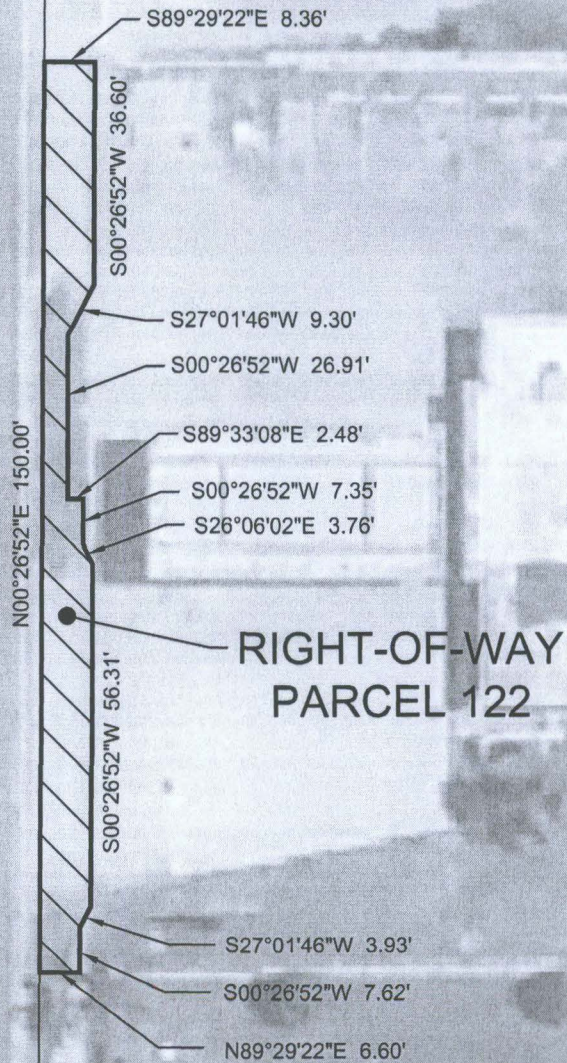 S89°29'22"E 8.36'
S00°26'52"W 36.60'
S27°01'46"W 9.30'
S00°26'52"W 26.91'
S89°33'08"E 2.48'
N00°26'52"E 150.00'
S00°26'52"W 7.35'
S26°06'02"E 3.76'
RIGHT-OF-WAY
PARCEL 122
S00°26'52"W 56.31'
S27°01'46"W 3.93'
S00°26'52"W 7.62'
N89°29'22"E 6.60'